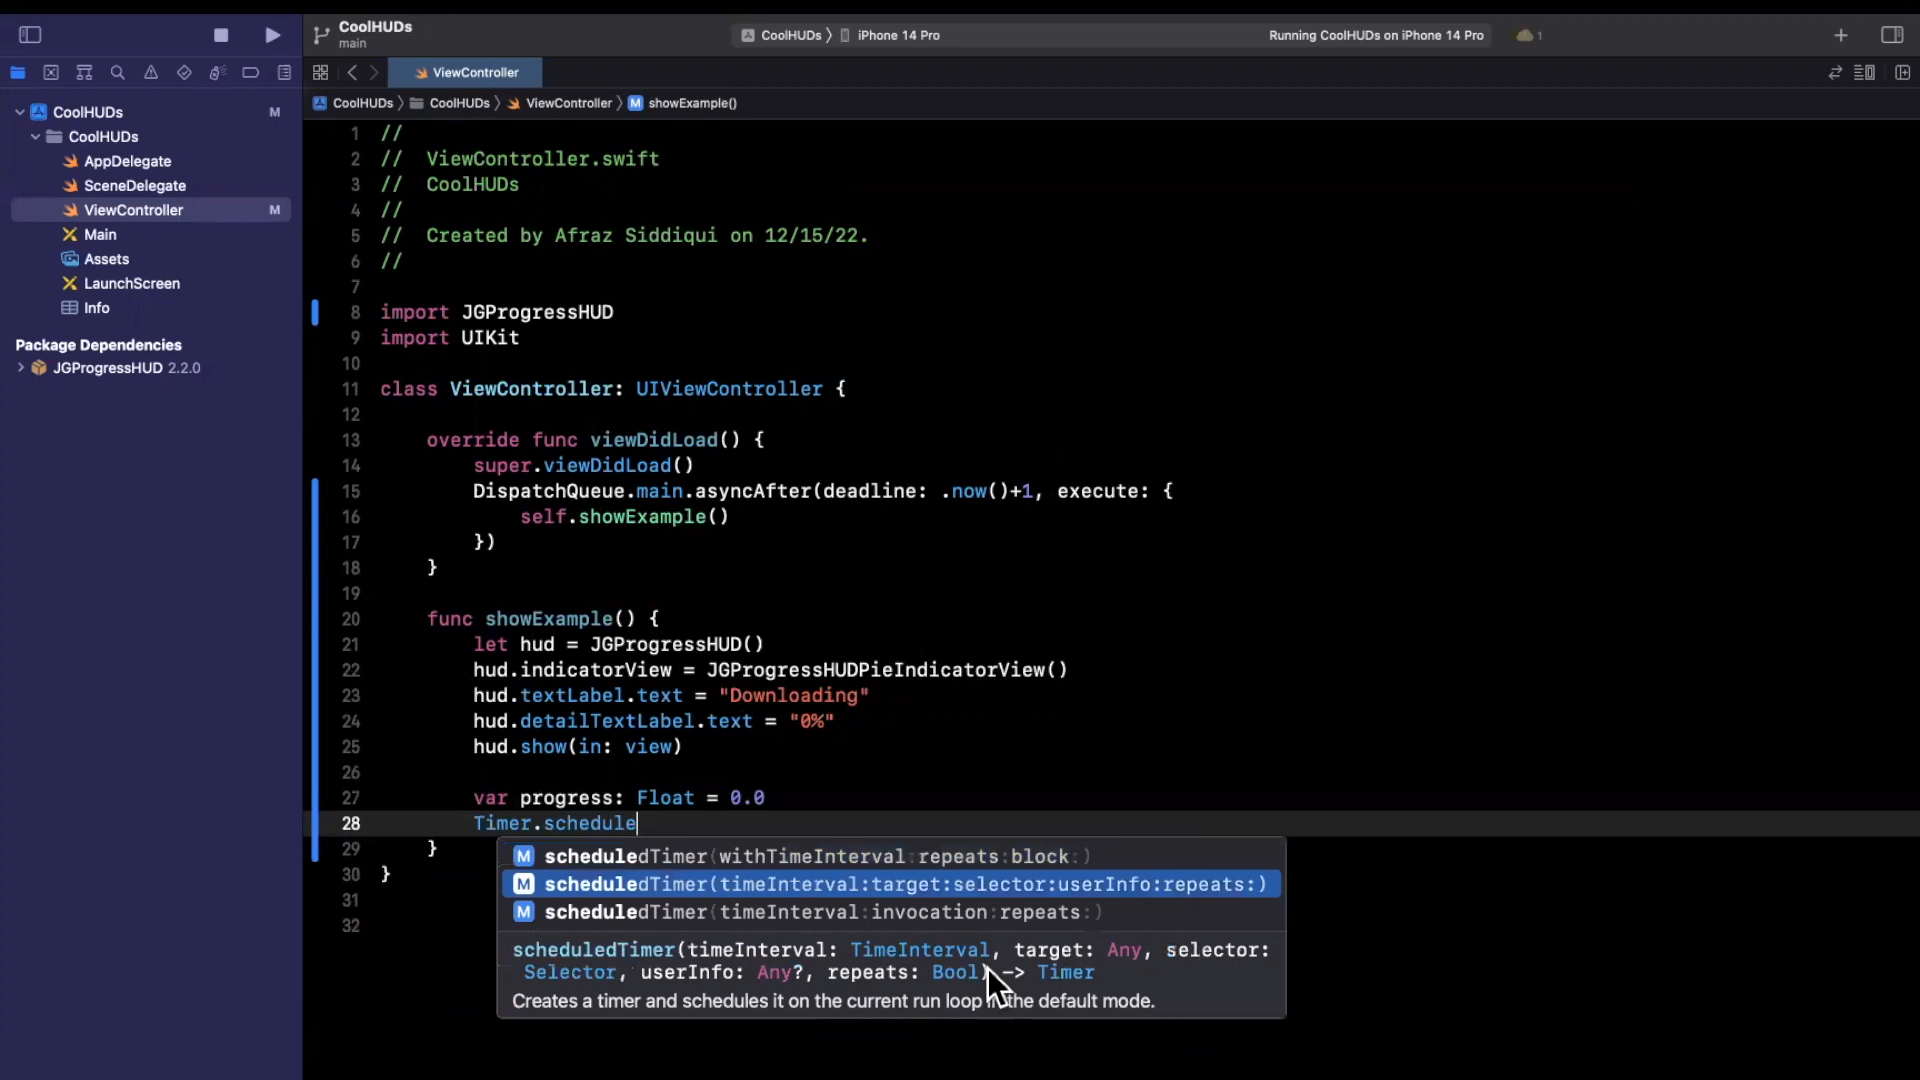 CoolHUDs
main
CoolHUDs
iPhone 14 Pro
Running CoolHUDs on iPhone 14 Pro
1
ViewController
CoolHUDs
CoolHUDs
ViewController
M
showExample()
CoolHUDs
M
CoolHUDs
AppDelegate
SceneDelegate
ViewController
M
Main
Assets
LaunchScreen
Info
Package Dependencies
JGProgressHUD 2.2.0
1 //
2 // ViewController.swift
3 // CoolHUDs
4 //
5 // Created by Afraz Siddiqui on 12/15/22.
6 //
7
8 import JGProgressHUD
9 import UIKit
10
11 class ViewController: UIViewController {
12
13 override func viewDidLoad() {
14 super.viewDidLoad()
15 DispatchQueue.main.asyncAfter(deadline: .now()+1, execute: {
16 self.showExample()
17 })
18 }
19
20 func showExample() {
21 let hud = JGProgressHUD()
22 hud.indicatorView = JGProgressHUDPieIndicatorView()
23 hud.textLabel.text = "Downloading"
24 hud.detailTextLabel.text = "0%"
25 hud.show(in: view)
26
27 var progress: Float = 0.0
28 Timer.schedule
29 }
30 }
31
32
M scheduledTimer(withTimeInterval:repeats:block:)
M scheduledTimer(timeInterval:target:selector:userInfo:repeats:)
M scheduledTimer(timeInterval:invocation:repeats:)
scheduledTimer(timeInterval: TimeInterval, target: Any, selector:
Selector, userInfo: Any?, repeats: Bool) -> Timer
Creates a timer and schedules it on the current run loop in the default mode.